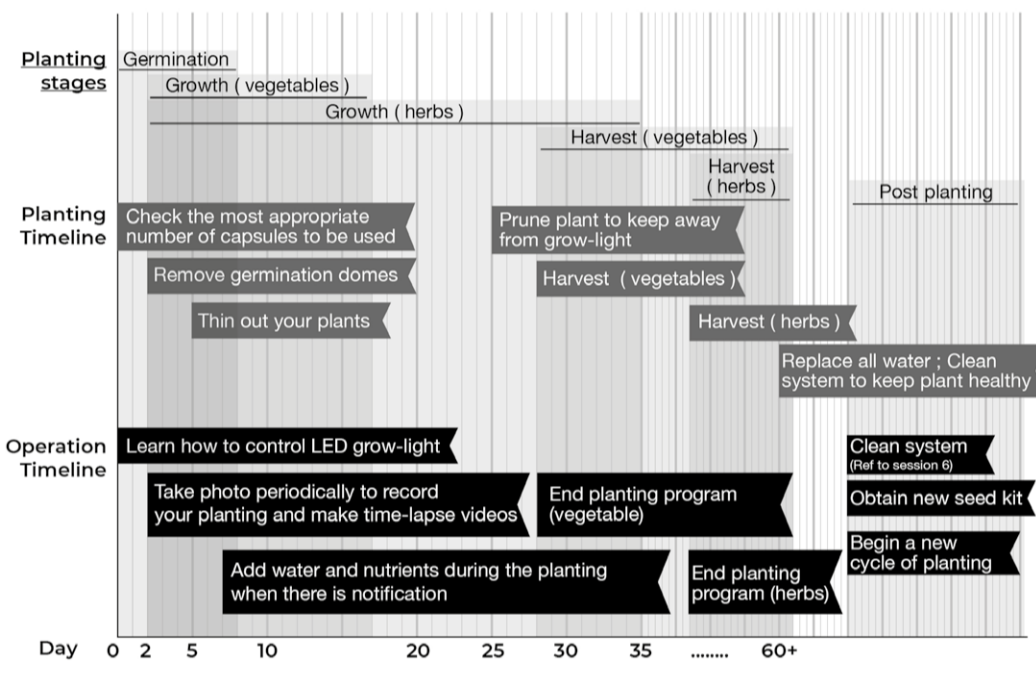 Planting
stages
Germination
Growth ( vegetables )
Growth ( herbs )
Harvest ( vegetables )
Harvest
( herbs )
Post planting
Planting
Timeline
Check the most appropriate
number of capsules to be used
Prune plant to keep away
from grow-light
Remove germination domes
Harvest ( vegetables )
Thin out your plants
Harvest ( herbs )
Replace all water ; Clean
system to keep plant healthy
Operation
Timeline
Learn how to control LED grow-light
Clean system
(Ref to session 6)
Take photo periodically to record
your planting and make time-lapse videos
End planting program
(vegetable)
Obtain new seed kit
Begin a new
cycle of planting
Add water and nutrients during the planting
when there is notification
End planting
program (herbs)
Day 0 2 5 10 20 25 30 35 ........ 60+